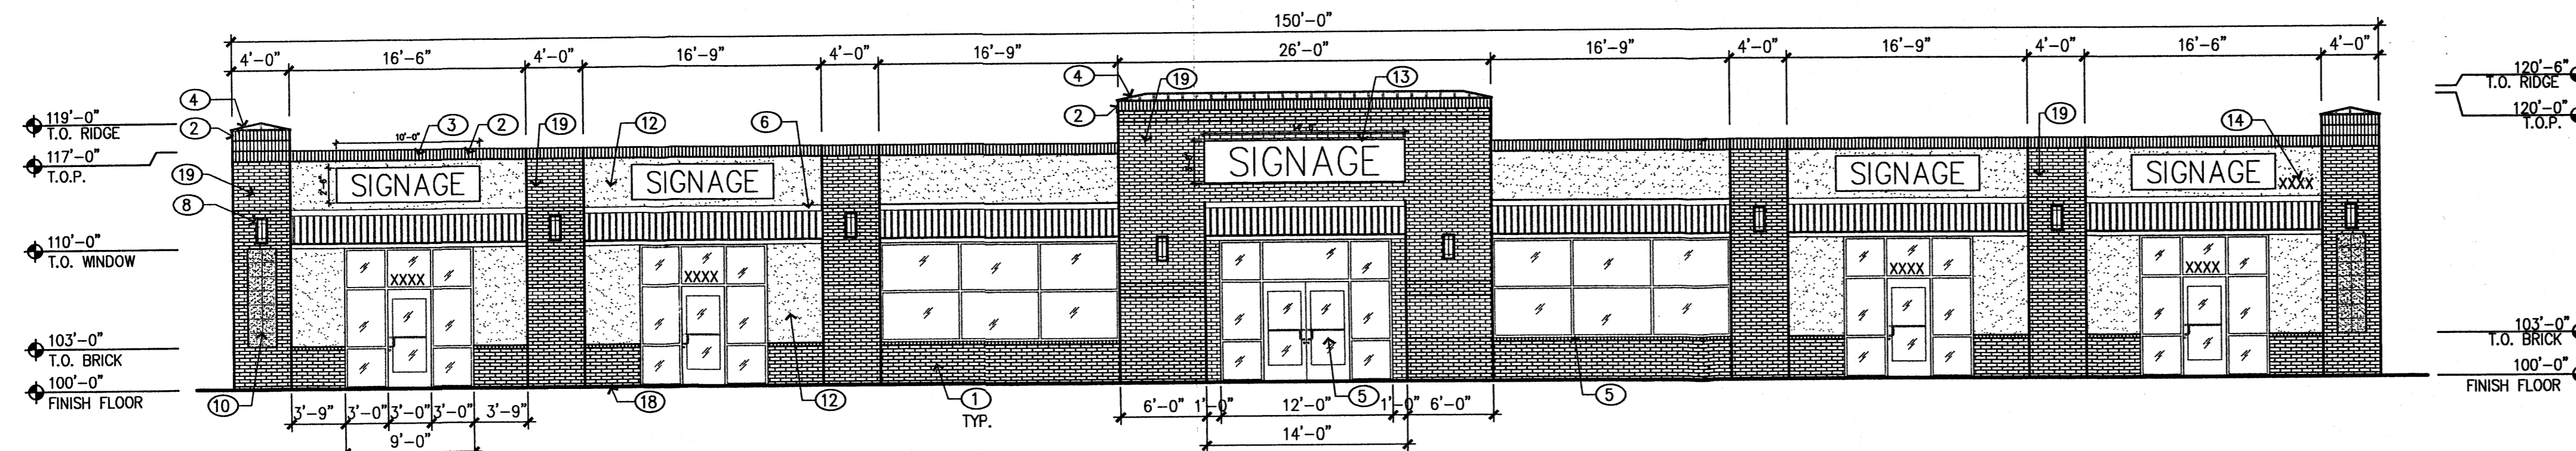 150'-0"
4'-0" 16'-6" 4'-0" 16'-9" 4'-0" 16'-9" 26'-0" 16'-9" 4'-0" 16'-9" 4'-0" 16'-6" 4'-0"
4 19 13
120'-6"
T.O. RIDGE
4
119'-0"
T.O. RIDGE
2 10'-0" 3 2 19 12 6 2 19 14
120'-0"
T.O.P.
117'-0"
T.O.P.
19 2'-6" SIGNAGE SIGNAGE SIGNAGE SIGNAGE SIGNAGE XXXX
8
110'-0"
T.O. WINDOW
XXXX XXXX XXXX XXXX
103'-0"
T.O. BRICK
103'-0"
T.O. BRICK
100'-0"
FINISH FLOOR
100'-0"
FINISH FLOOR
10 18 12 1 5 5
TYP.
3'-9" 3'-0" 3'-0" 3'-0" 3'-9" 6'-0" 1'-0" 12'-0" 1'-0" 6'-0"
9'-0" 14'-0"